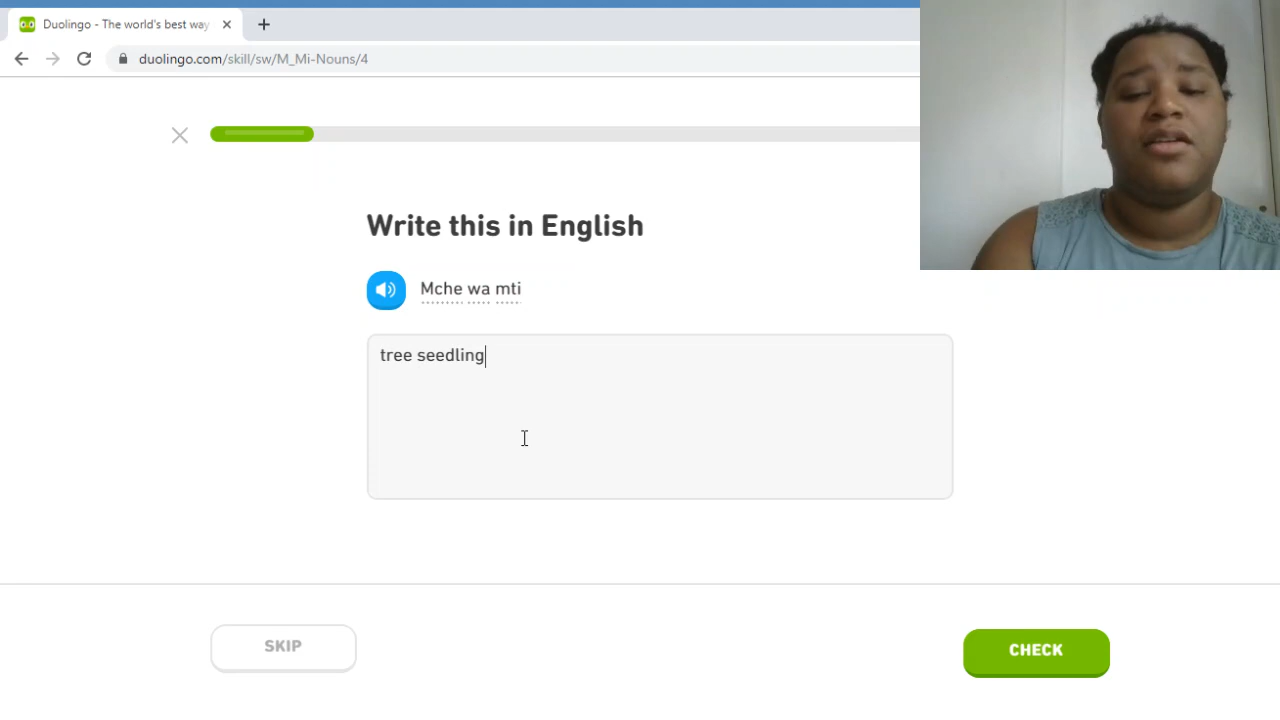 Duolingo - The world's best way
duolingo.com/skill/sw/M_Mi-Nouns/4
Write this in English
Mche wa mti
tree seedling
SKIP
CHECK